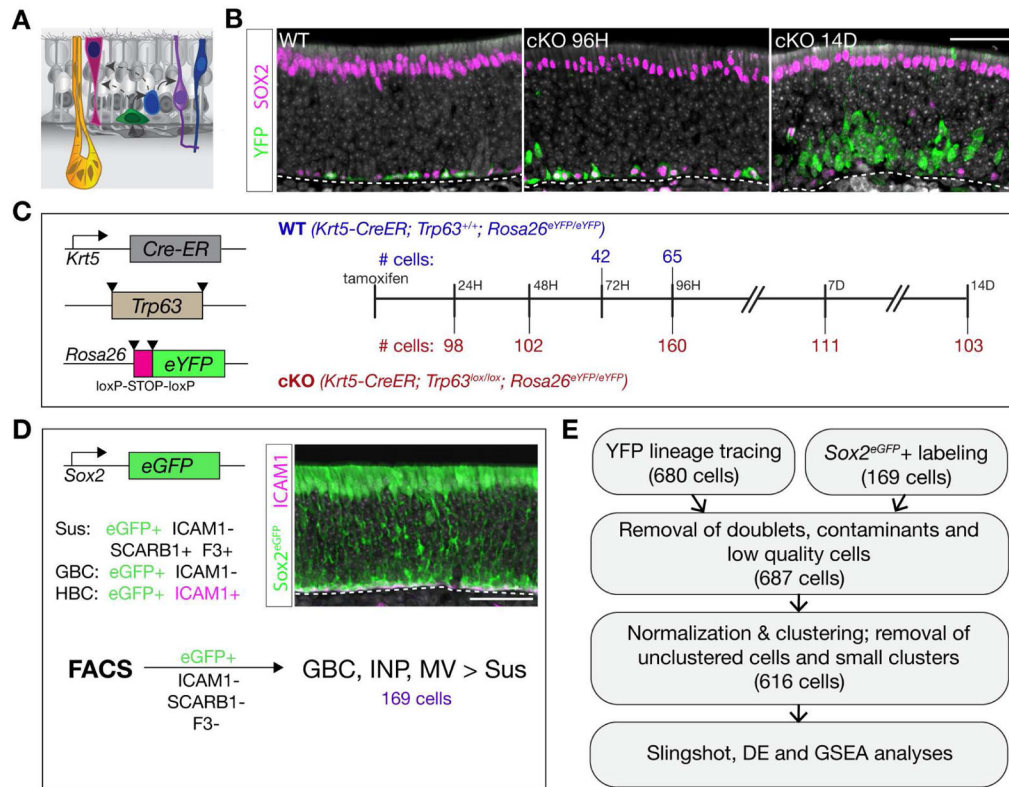 A
B
WT
cKO 96H
cKO 14D
YFP SOX2
C
Krt5
Cre-ER
Trp63
Rosa26
eYFP
loxP-STOP-loxP
WT (Krt5-CreER; Trp63+/+; Rosa26eYFP/eYFP)
# cells: 42 65
tamoxifen
24H 48H 72H 96H 7D 14D
# cells: 98 102 160 111 103
cKO (Krt5-CreER; Trp63lox/lox; Rosa26eYFP/eYFP)
D
Sox2
eGFP
Sus: eGFP+ ICAM1-
SCARB1+ F3+
GBC: eGFP+ ICAM1-
HBC: eGFP+ ICAM1+
Sox2eGFP ICAM1
FACS
eGFP+
ICAM1-
SCARB1-
F3-
GBC, INP, MV > Sus
169 cells
E
YFP lineage tracing
(680 cells)
Sox2eGFP+ labeling
(169 cells)
Removal of doublets, contaminants and
low quality cells
(687 cells)
Normalization & clustering; removal of
unclustered cells and small clusters
(616 cells)
Slingshot, DE and GSEA analyses